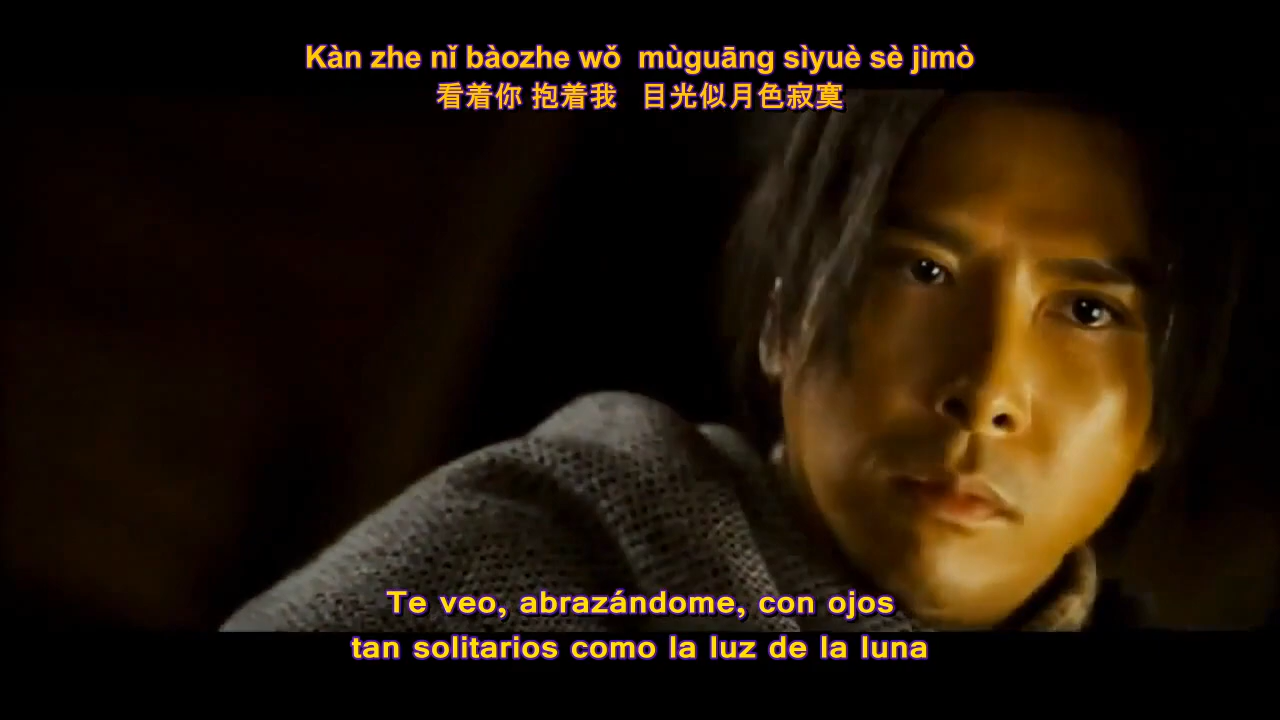 Kàn zhe nǐ bàozhe wǒ  mùguāng sìyuè sè jìmò
看着你 抱着我  目光似月色寂寞
Te veo, abrazándome, con ojos
tan solitarios como la luz de la luna